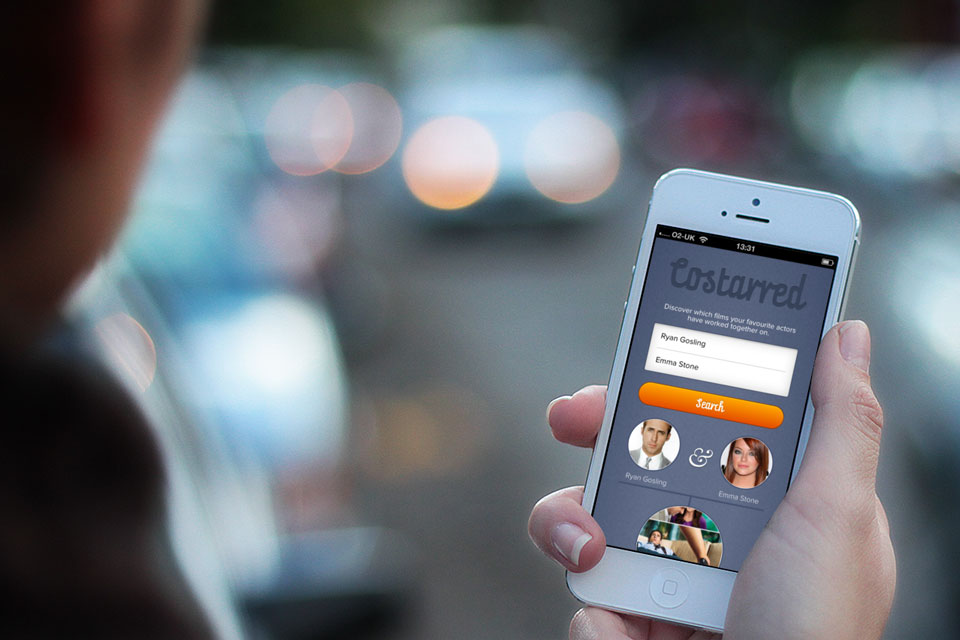 O2-UK 13:31
Costarred
Discover which films your favourite actors
have worked together on.
Ryan Gosling
Emma Stone
Search
&
Ryan Gosling
Emma Stone